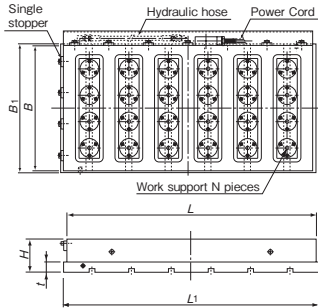 Single
stopper
Hydraulic hose
Power Cord
B1
B
Work support N pieces
L
H
t
L1